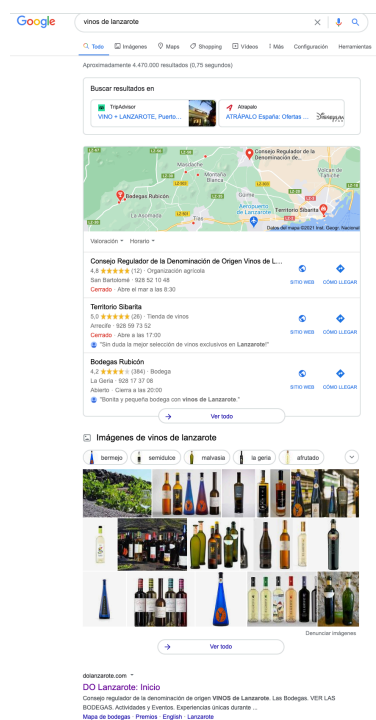 Google
vinos de lanzarote
Todo Imágenes Maps Shopping Vídeos Más Configuración Herramientas
Aproximadamente 4.470.000 resultados (0,75 segundos)
Buscar resultados en
TripAdvisor
VINO + LANZAROTE, Puerto...
Atrapalo
ATRÁPALO España: Ofertas ...
Consejo Regulador de la
Denominación de...
Masdache
Montaña
Blanca
Volcan de
Tahiche
Bodegas Rubicón
Güime
Aeropuerto
de Lanzarote
Territorio Sibarita
La Asomada
Tías
Datos del mapa ©2021 Inst. Geogr. Nacional
Valoración Horario
Consejo Regulador de la Denominación de Origen Vinos de L...
4,8 (12) · Organización agrícola
San Bartolomé · 928 52 10 48
Cerrado · Abre el mar a las 8:30
SITIO WEB CÓMO LLEGAR
Territorio Sibarita
5,0 (26) · Tienda de vinos
Arrecife · 928 59 73 52
Cerrado · Abre a las 17:00
"Sin duda la mejor selección de vinos exclusivos en Lanzarote!"
SITIO WEB CÓMO LLEGAR
Bodegas Rubicón
4,2 (384) · Bodega
La Geria · 928 17 37 08
Abierto · Cierra a las 20:00
"Bonita y pequeña bodega con vinos de Lanzarote."
SITIO WEB CÓMO LLEGAR
Ver todo
Imágenes de vinos de lanzarote
bermejo semidulce malvasia la geria afrutado
Denunciar imágenes
Ver todo
dolanzarote.com
DO Lanzarote: Inicio
Consejo regulador de la denominación de origen VINOS de Lanzarote. Las Bodegas. VER LAS
BODEGAS. Actividades y Eventos. Experiencias únicas durante ...
Mapa de bodegas · Premios · English · Lanzarote